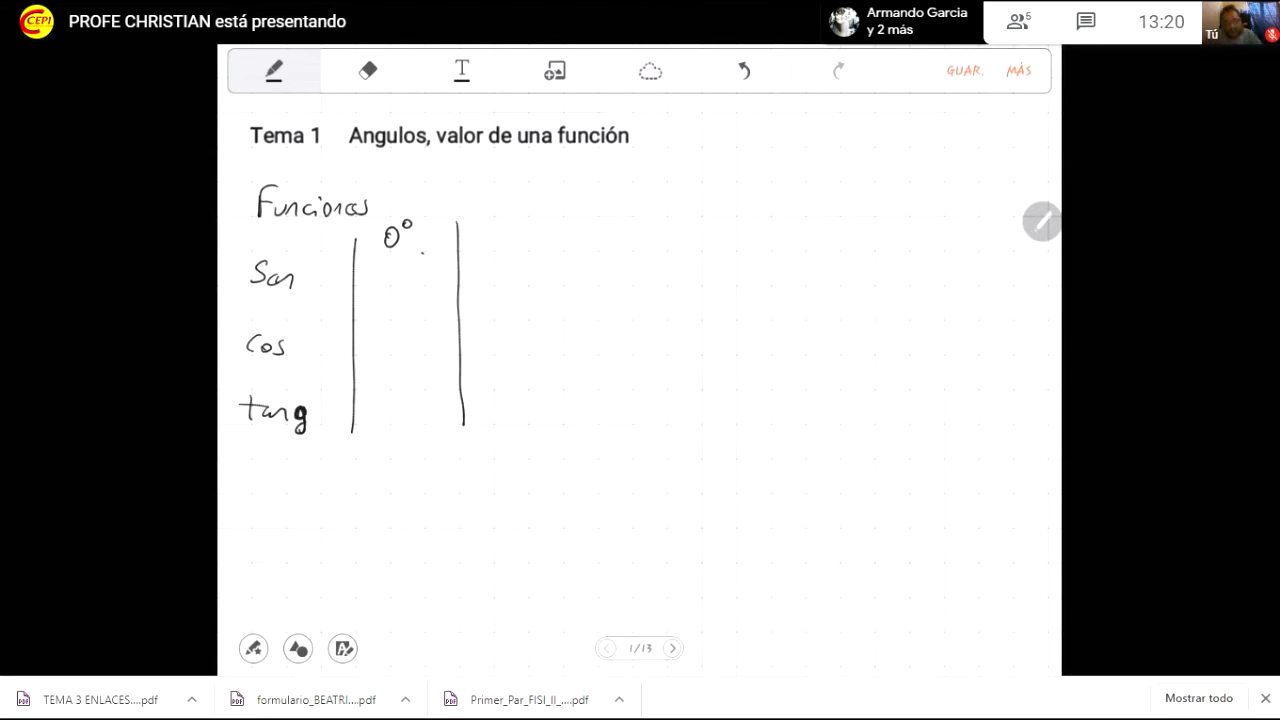 CEPI PROFE CHRISTIAN está presentando
Armando Garcia
y 2 más
5
13:20
Tú
T
GUAR. MÁS
Tema 1 Angulos, valor de una función
Funciones
0°
Sen
Cos
tang
1/13
TEMA 3 ENLACES....pdf
formulario_BEATRI....pdf
Primer_Par_FISI_II_....pdf
Mostrar todo